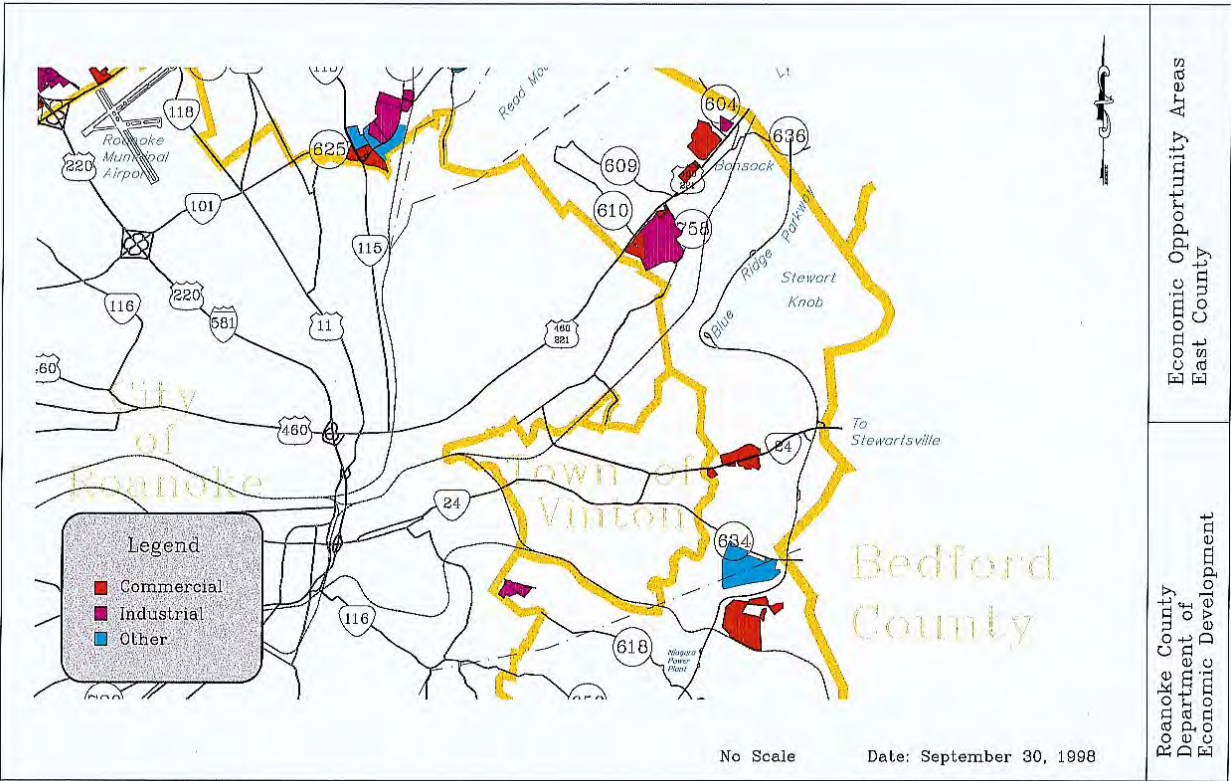 118
625
Roanoke
Municipal
Airport
220
101
115
604
636
609
Bonsack
610
758
Blue Ridge Parkway
Stewart
Knob
116
220
581
11
460
221
City
of
Roanoke
460
To
Stewartsville
24
Town of
Vinton
24
634
Bedford
County
Legend
Commercial
Industrial
Other
116
618
Niagara
Power
Plant
No Scale
Date: September 30, 1998
Economic Opportunity Areas
East County
Roanoke County
Department of
Economic Development